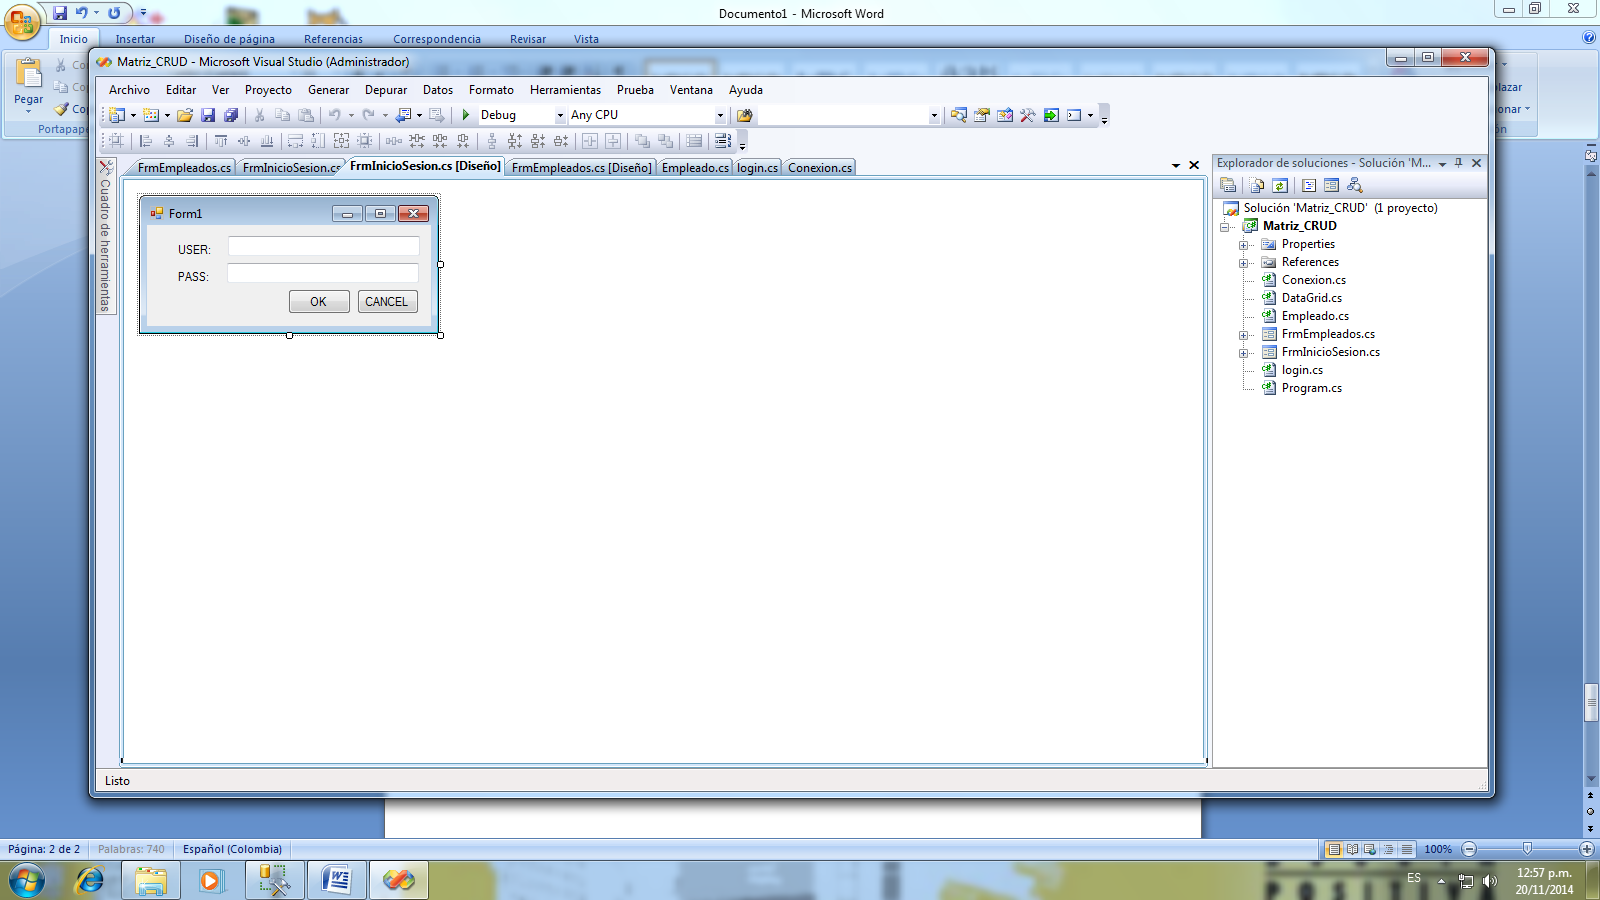 Documento1 - Microsoft Word
Inicio Insertar Diseño de página Referencias Correspondencia Revisar Vista
Pegar
Portapape
Matriz_CRUD - Microsoft Visual Studio (Administrador)
Archivo Editar Ver Proyecto Generar Depurar Datos Formato Herramientas Prueba Ventana Ayuda
Debug Any CPU
FrmEmpleados.cs FrmInicioSesion.cs FrmInicioSesion.cs [Diseño] FrmEmpleados.cs [Diseño] Empleado.cs login.cs Conexion.cs
Cuadro de herramientas
Form1
USER:
PASS:
OK CANCEL
Explorador de soluciones - Solución 'M...
Solución 'Matriz_CRUD' (1 proyecto)
Matriz_CRUD
Properties
References
Conexion.cs
DataGrid.cs
Empleado.cs
FrmEmpleados.cs
FrmInicioSesion.cs
login.cs
Program.cs
Listo
Página: 2 de 2 Palabras: 740 Español (Colombia) 100%
ES 12:57 p.m.
20/11/2014